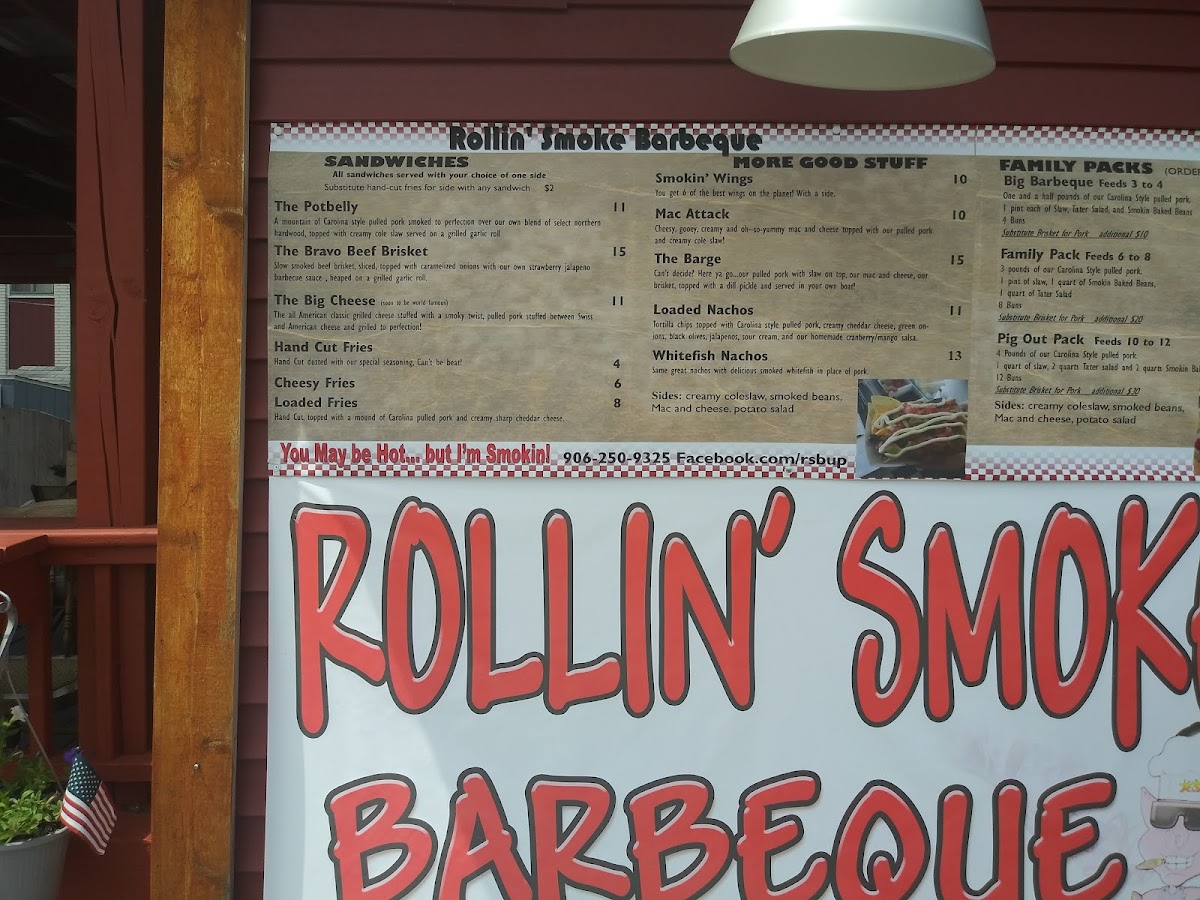 Rollin' Smoke Barbeque
SANDWICHES
All sandwiches served with your choice of one side
Substitute hand-cut fries for side with any sandwich $2
The Potbelly 11
A mountain of Carolina style pulled pork smoked to perfection over our own blend of select northern
hardwood, topped with creamy cole slaw served on a grilled garlic roll
The Bravo Beef Brisket 15
Slow smoked beef brisket, sliced, topped with caramelized onions with our own strawberry jalapeno
barbecue sauce , heaped on a grilled garlic roll.
The Big Cheese (soon to be world famous) 11
The all American classic grilled cheese stuffed with a smoky twist, pulled pork stuffed between Swiss
and American cheese and grilled to perfection!
Hand Cut Fries
Hand Cut dusted with our special seasoning, Can't be beat! 4
Cheesy Fries 6
Loaded Fries 8
Hand Cut, topped with a mound of Carolina pulled pork and creamy sharp cheddar cheese.
MORE GOOD STUFF
Smokin' Wings 10
You get 6 of the best wings on the planet! With a side.
Mac Attack 10
Cheesy, gooey, creamy and oh-so-yummy mac and cheese topped with our pulled pork
and creamy cole slaw!
The Barge 15
Can't decide? Here ya go...our pulled pork with slaw on top, our mac and cheese, our
brisket, topped with a dill pickle and served in your own boat!
Loaded Nachos 11
Tortilla chips topped with Carolina style pulled pork, creamy cheddar cheese, green on-
ions, black olives, jalapenos, sour cream, and our homemade cranberry/mango salsa.
Whitefish Nachos 13
Same great nachos with delicious smoked whitefish in place of pork.
Sides: creamy coleslaw, smoked beans,
Mac and cheese, potato salad
FAMILY PACKS (ORDER
Big Barbeque Feeds 3 to 4
One and a half pounds of our Carolina Style pulled pork.
1 pint each of Slaw, Tater Salad, and Smokin Baked Beans
4 Buns
Substitute Brisket for Pork additional $10
Family Pack Feeds 6 to 8
3 pounds of our Carolina Style pulled pork.
1 pint of slaw, 1 quart of Smokin Baked Beans,
1 quart of Tater Salad
8 Buns
Substitute Brisket for Pork additional $20
Pig Out Pack Feeds 10 to 12
4 Pounds of our Carolina Style pulled pork
1 quart of slaw, 2 quarts Tater salad and 2 quarts Smokin Ba
12 Buns
Substitute Brisket for Pork additional $30
Sides: creamy coleslaw, smoked beans,
Mac and cheese, potato salad
You May be Hot... but I'm Smokin! 906-250-9325 Facebook.com/rsbup
ROLLIN' SMOK
BARBEQUE